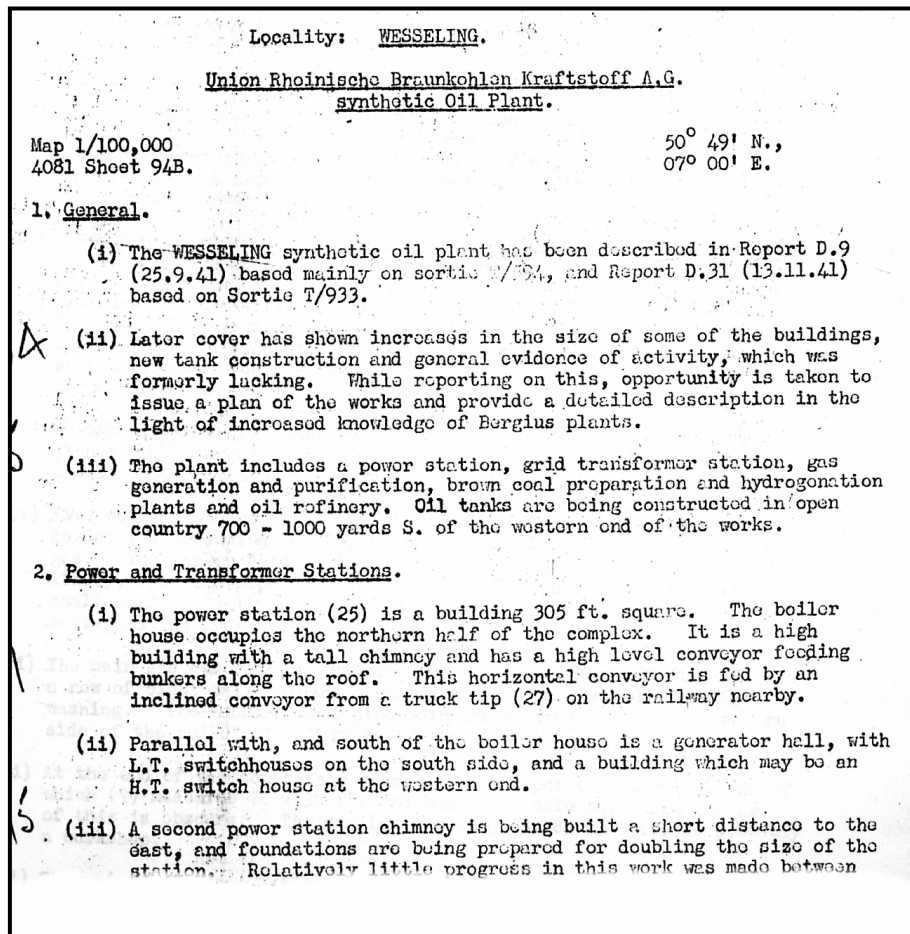 Locality: WESSELING.
Union Rheinische Braunkohlen Kraftstoff A.G.
synthetic Oil Plant.
Map 1/100,000
4081 Sheet 94B.
50° 49' N.,
07° 00' E.
1. General.
(i) The WESSELING synthetic oil plant has been described in Report D.9
(25.9.41) based mainly on sortie and Report D.31 (13.11.41)
based on Sortie T/933.
(ii) Later cover has shown increases in the size of some of the buildings,
new tank construction and general evidence of activity, which was
formerly lacking. While reporting on this, opportunity is taken to
issue a plan of the works and provide a detailed description in the
light of increased knowledge of Bergius plants.
(iii) The plant includes a power station, grid transformer station, gas
generation and purification, brown coal preparation and hydrogenation
plants and oil refinery. Oil tanks are being constructed in open
country 700 - 1000 yards S. of the western end of the works.
2. Power and Transformer Stations.
(i) The power station (25) is a building 305 ft. square. The boiler
house occupies the northern half of the complex. It is a high
building with a tall chimney and has a high level conveyor feeding
bunkers along the roof. This horizontal conveyor is fed by an
inclined conveyor from a truck tip (27) on the railway nearby.
(ii) Parallel with, and south of the boiler house is a generator hall, with
L.T. switchhouses on the south side, and a building which may be an
H.T. switch house at the western end.
(iii) A second power station chimney is being built a short distance to the
east, and foundations are being prepared for doubling the size of the
station. Relatively little progress in this work was made between